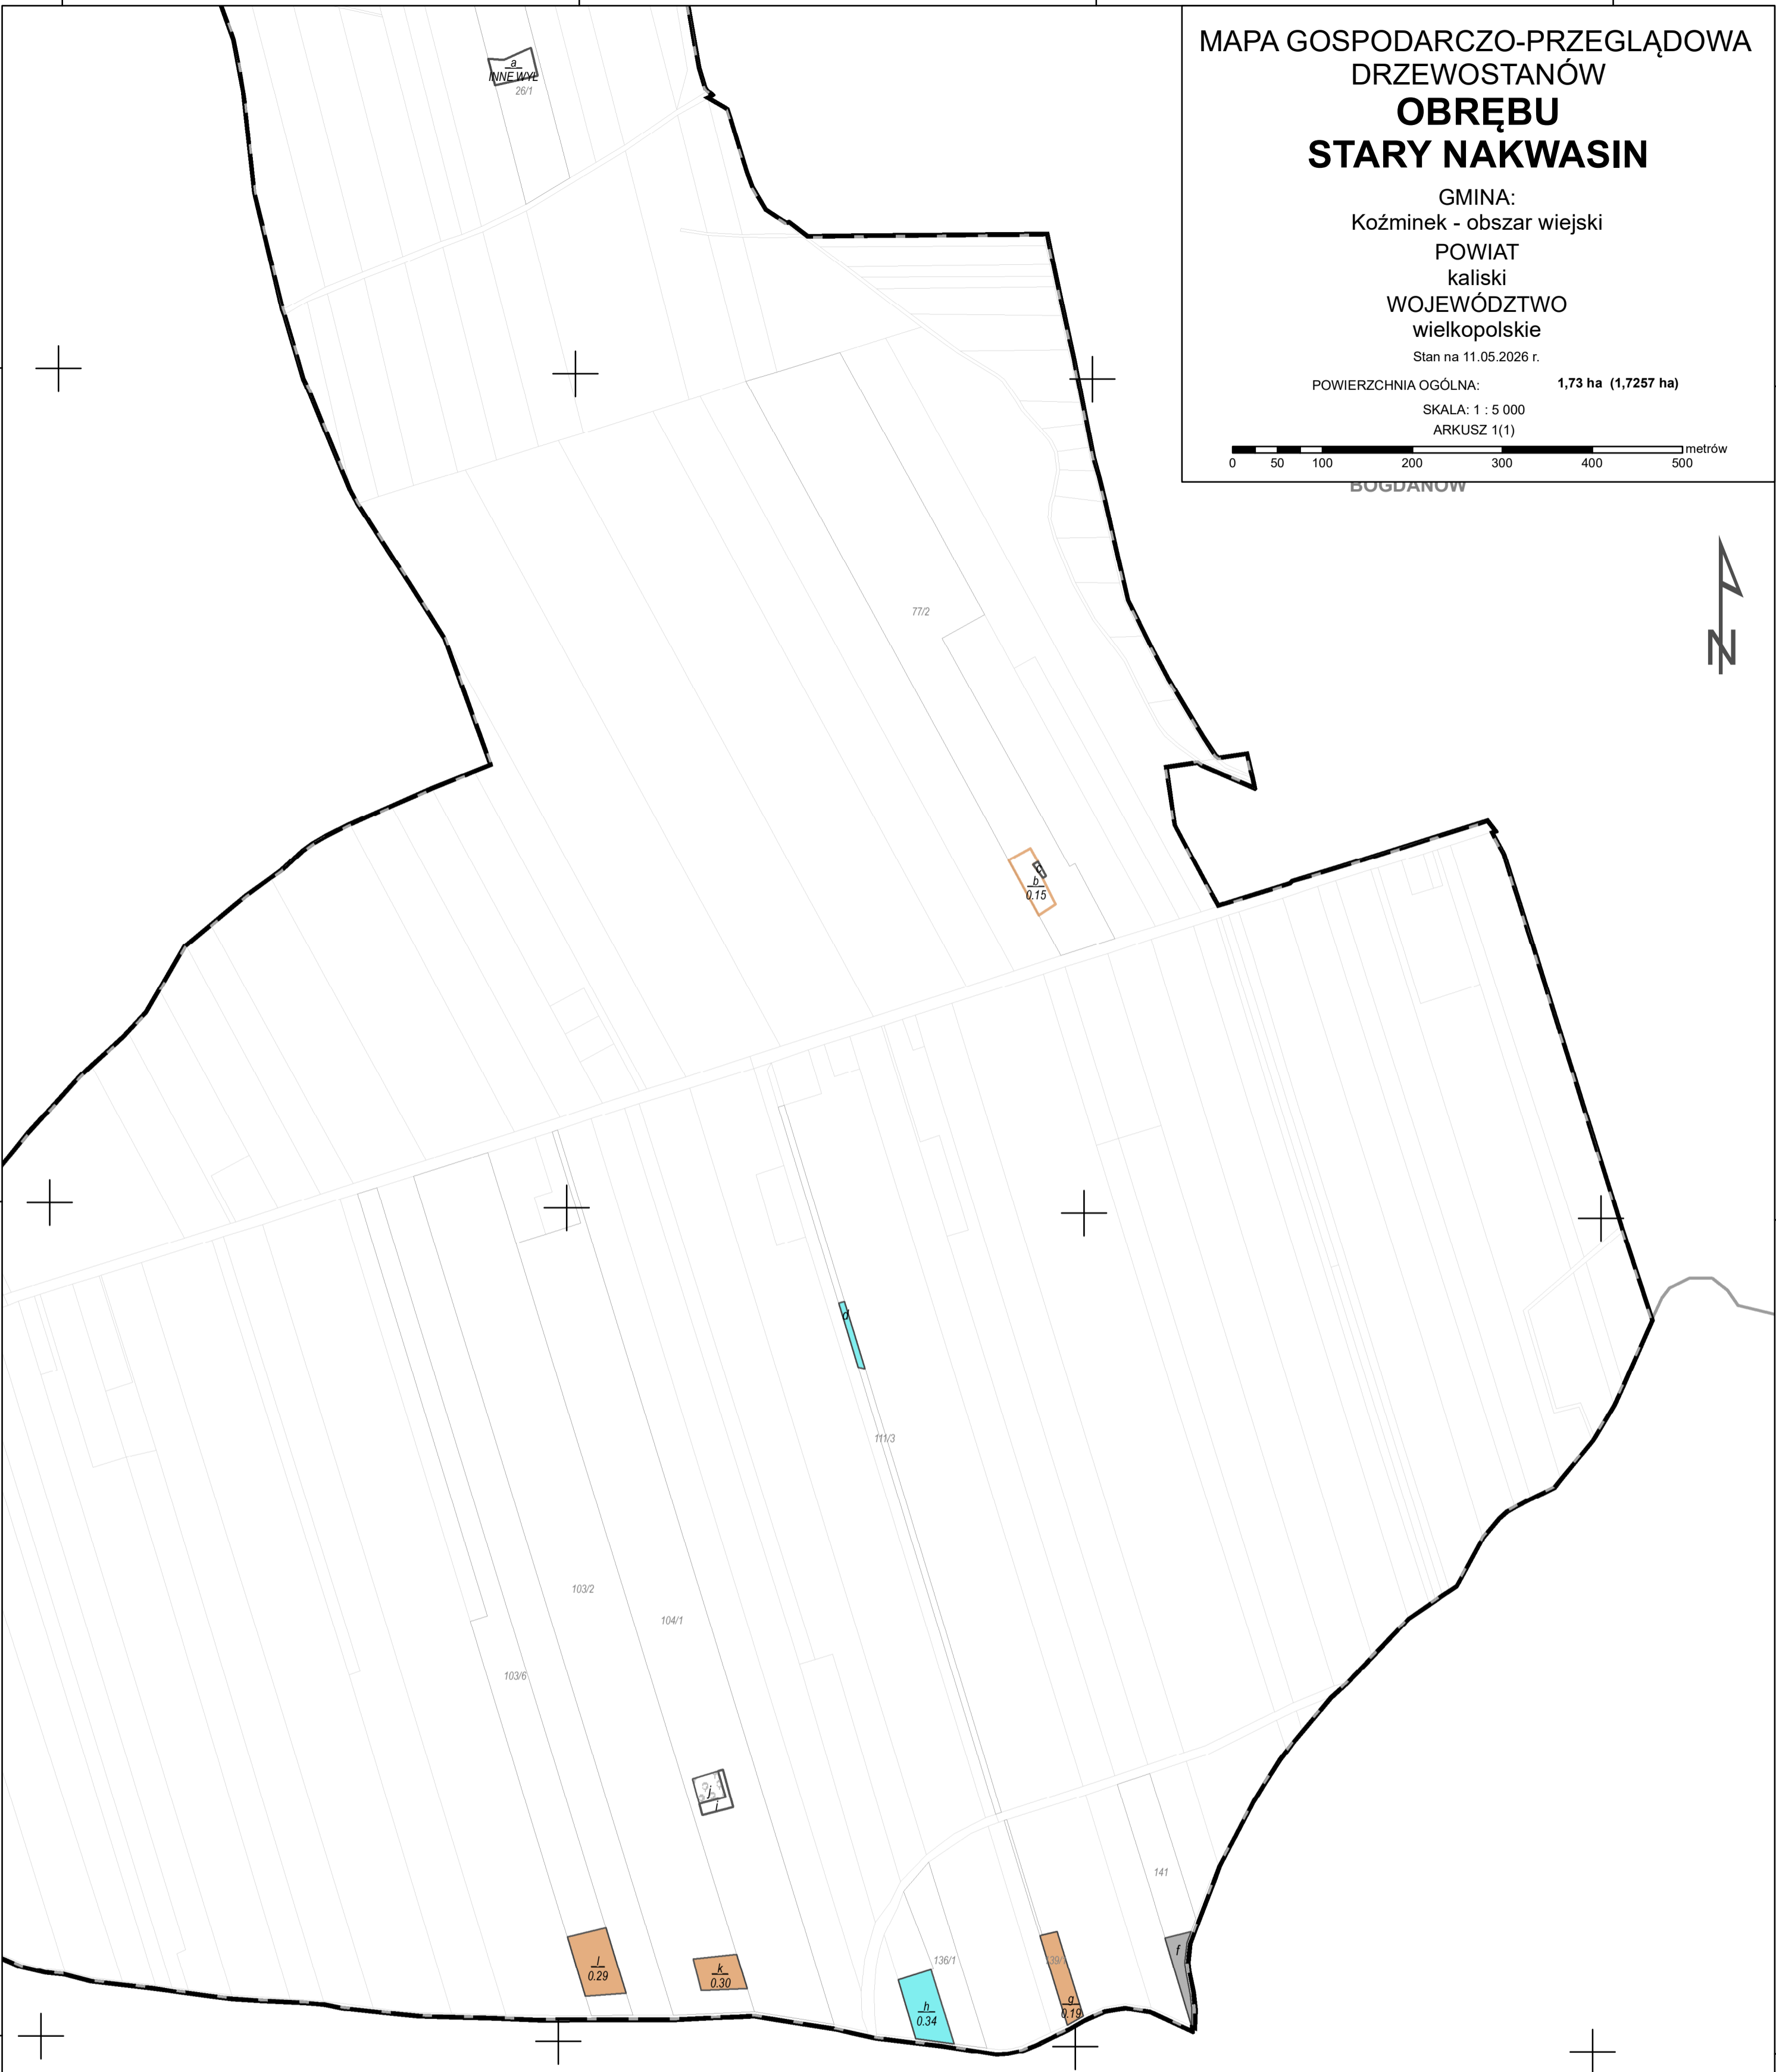 MAPA GOSPODARCZO-PRZEGLĄDOWA
DRZEWOSTANÓW
OBRĘBU
STARY NAKWASIN
GMINA:
Koźminek - obszar wiejski
POWIAT
kaliski
WOJEWÓDZTWO
wielkopolskie
Stan na 11.05.2026 r.
POWIERZCHNIA OGÓLNA: 1,73 ha (1,7257 ha)
SKALA: 1 : 5 000
ARKUSZ 1(1)
metrów
0 50 100 200 300 400 500
BOGDANÓW
N
a
INNE WYŁ
26/1
77/2
b
0.15
d
111/3
103/2
104/1
103/6
j
i
141
f
136/1
139/1
l
0.29
k
0.30
h
0.34
g
0.19